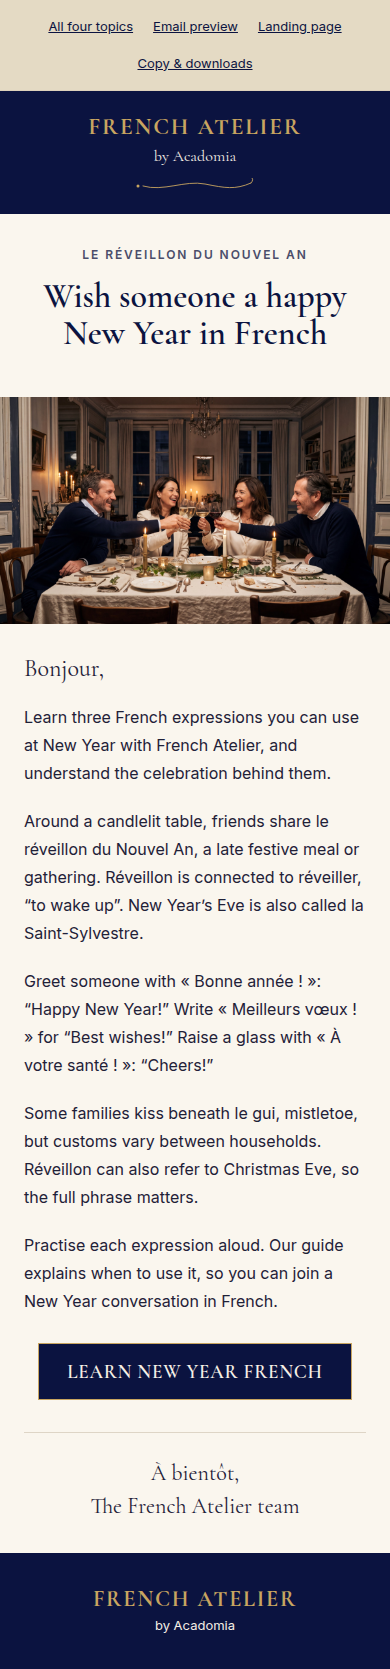 All four topics Email preview Landing page
Copy & downloads
FRENCH ATELIER
by Acadomia
LE RÉVEILLON DU NOUVEL AN
Wish someone a happy
New Year in French
Bonjour,
Learn three French expressions you can use
at New Year with French Atelier, and
understand the celebration behind them.
Around a candlelit table, friends share le
réveillon du Nouvel An, a late festive meal or
gathering. Réveillon is connected to réveiller,
“to wake up”. New Year’s Eve is also called la
Saint-Sylvestre.
Greet someone with « Bonne année ! »:
“Happy New Year!” Write « Meilleurs vœux !
» for “Best wishes!” Raise a glass with « À
votre santé ! »: “Cheers!”
Some families kiss beneath le gui, mistletoe,
but customs vary between households.
Réveillon can also refer to Christmas Eve, so
the full phrase matters.
Practise each expression aloud. Our guide
explains when to use it, so you can join a
New Year conversation in French.
LEARN NEW YEAR FRENCH
À bientôt,
The French Atelier team
FRENCH ATELIER
by Acadomia